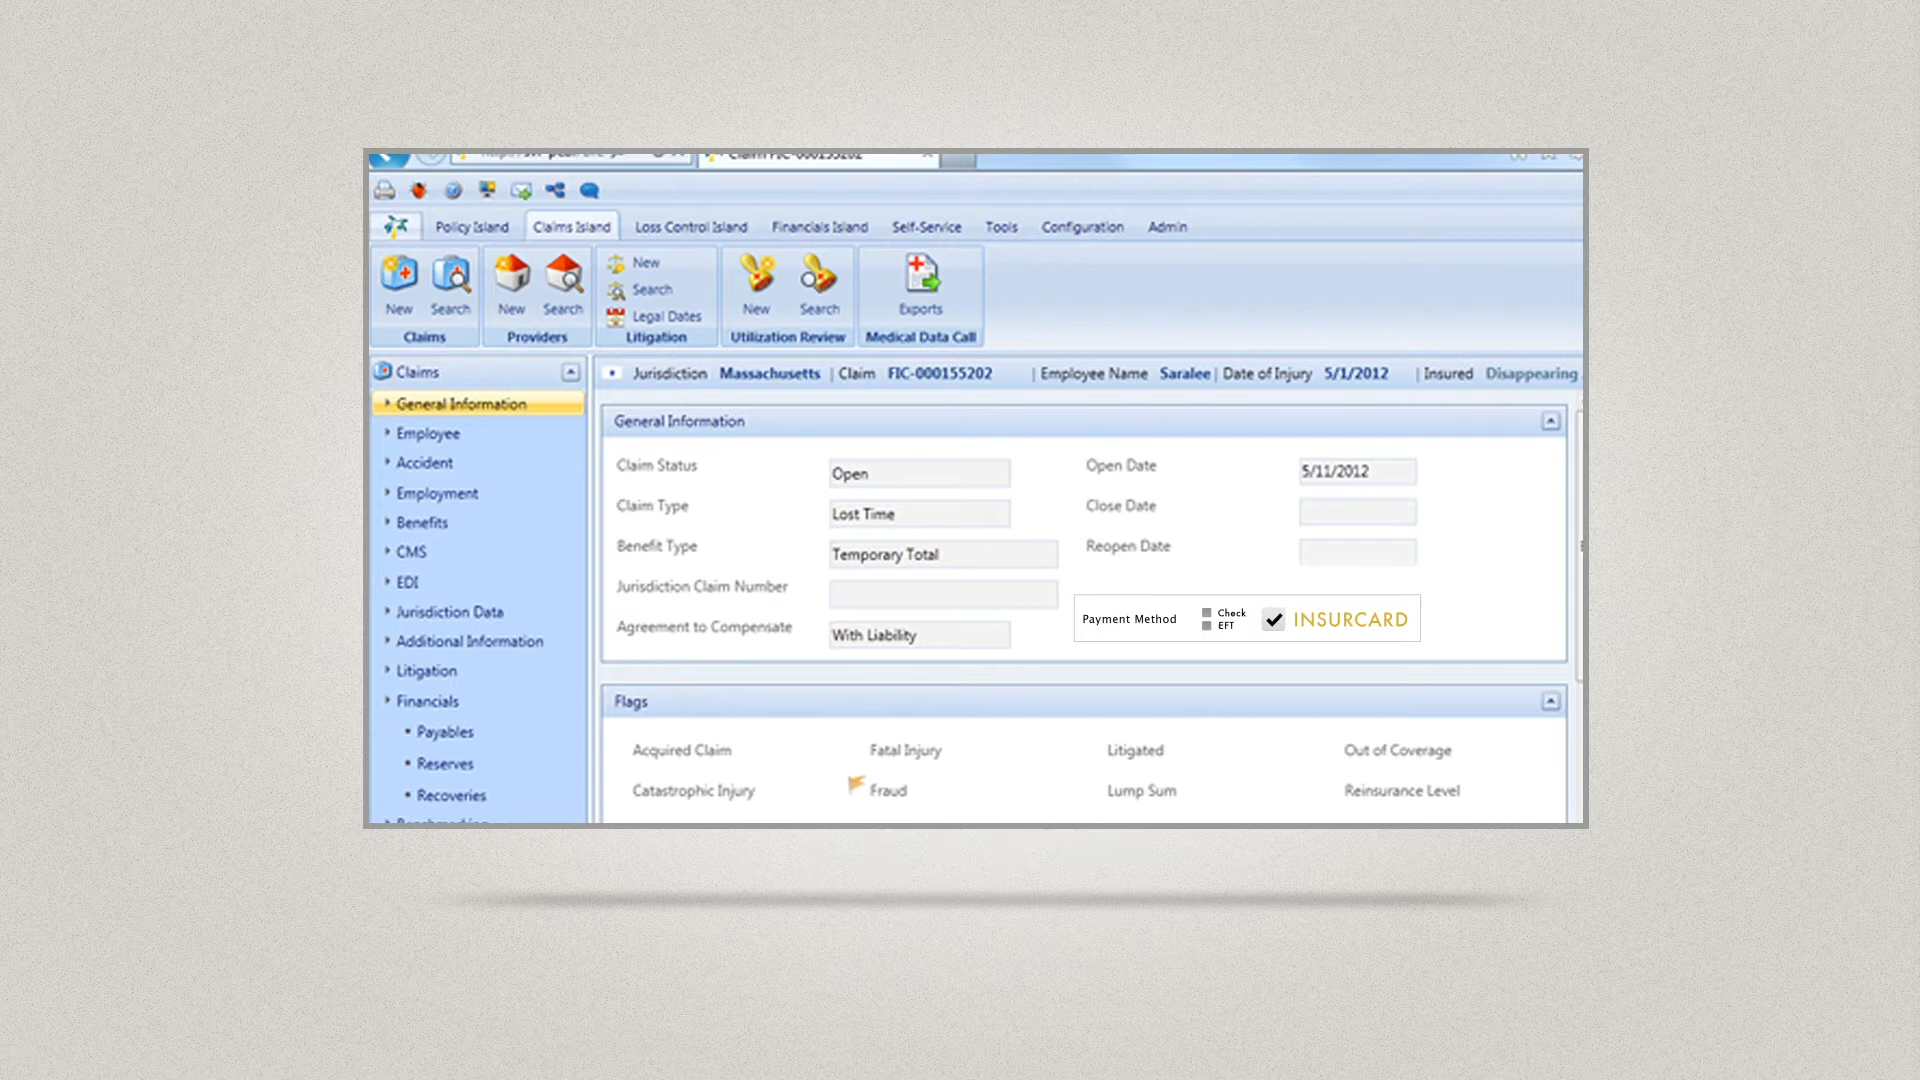 Claim FIC-000155202
Policy Island Claims Island Loss Control Island Financials Island Self-Service Tools Configuration Admin
New Search New Search New New Search Exports
Search
Legal Dates
Claims Providers Litigation Utilization Review Medical Data Call
Claims
Jurisdiction Massachusetts | Claim FIC-000155202 | Employee Name Saralee | Date of Injury 5/1/2012 | Insured Disappearing
General Information
Employee
Accident
Employment
Benefits
CMS
EDI
Jurisdiction Data
Additional Information
Litigation
Financials
Payables
Reserves
Recoveries
General Information
Claim Status Open Open Date 5/11/2012
Claim Type Lost Time Close Date
Benefit Type Temporary Total Reopen Date
Jurisdiction Claim Number
Agreement to Compensate With Liability
Payment Method Check EFT INSURCARD
Flags
Acquired Claim Fatal Injury Litigated Out of Coverage
Catastrophic Injury Fraud Lump Sum Reinsurance Level